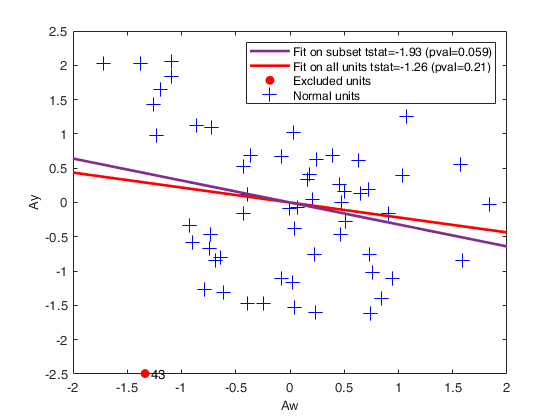 2.5
Fit on subset tstat=-1.93 (pval=0.059)
Fit on all units tstat=-1.26 (pval=0.21)
Excluded units
Normal units
2
1.5
1
0.5
Ay
0
-0.5
-1
-1.5
-2
-2.5
43
-2 -1.5 -1 -0.5 0 0.5 1 1.5 2
Aw